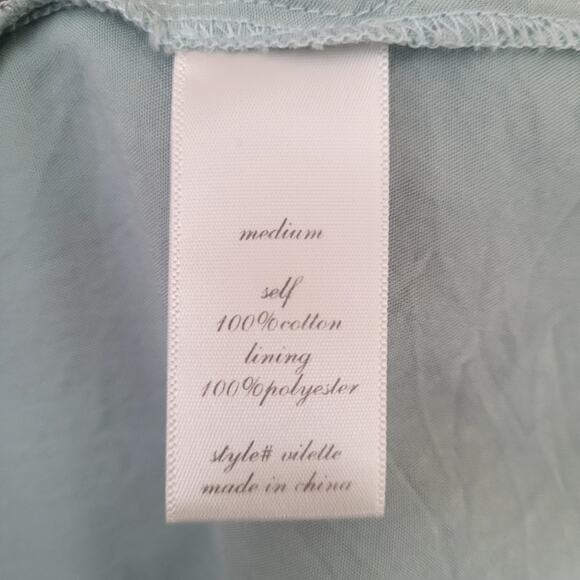 medium
self
100%cotton
lining
100%polyester
style# vilette
made in china